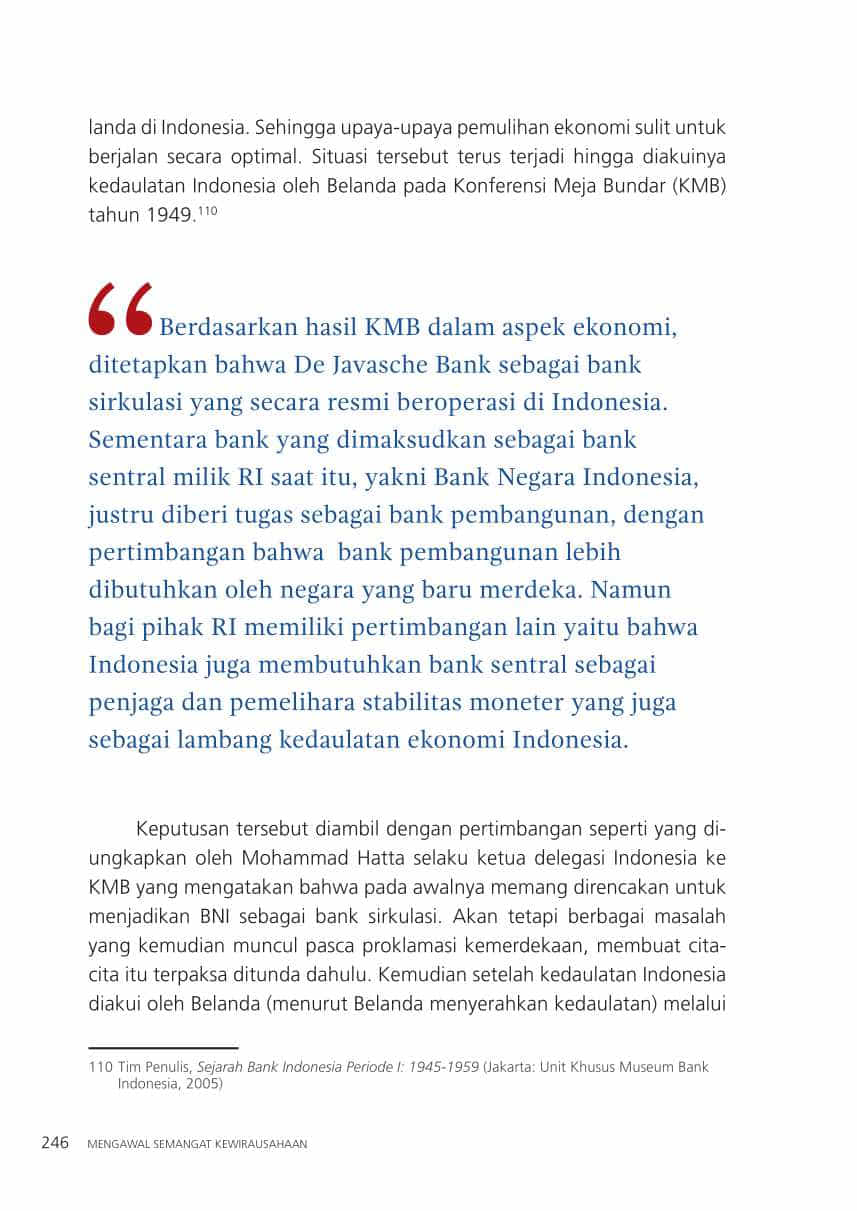 landa di Indonesia. Sehingga upaya-upaya pemulihan ekonomi sulit untuk
berjalan secara optimal. Situasi tersebut terus terjadi hingga diakuinya
kedaulatan Indonesia oleh Belanda pada Konferensi Meja Bundar (KMB)
tahun 1949.110
“Berdasarkan hasil KMB dalam aspek ekonomi,
ditetapkan bahwa De Javasche Bank sebagai bank
sirkulasi yang secara resmi beroperasi di Indonesia.
Sementara bank yang dimaksudkan sebagai bank
sentral milik RI saat itu, yakni Bank Negara Indonesia,
justru diberi tugas sebagai bank pembangunan, dengan
pertimbangan bahwa  bank pembangunan lebih
dibutuhkan oleh negara yang baru merdeka. Namun
bagi pihak RI memiliki pertimbangan lain yaitu bahwa
Indonesia juga membutuhkan bank sentral sebagai
penjaga dan pemelihara stabilitas moneter yang juga
sebagai lambang kedaulatan ekonomi Indonesia.
Keputusan tersebut diambil dengan pertimbangan seperti yang di-
ungkapkan oleh Mohammad Hatta selaku ketua delegasi Indonesia ke
KMB yang mengatakan bahwa pada awalnya memang direncakan untuk
menjadikan BNI sebagai bank sirkulasi. Akan tetapi berbagai masalah
yang kemudian muncul pasca proklamasi kemerdekaan, membuat cita-
cita itu terpaksa ditunda dahulu. Kemudian setelah kedaulatan Indonesia
diakui oleh Belanda (menurut Belanda menyerahkan kedaulatan) melalui
110 Tim Penulis, Sejarah Bank Indonesia Periode I: 1945-1959 (Jakarta: Unit Khusus Museum Bank
Indonesia, 2005)
246 MENGAWAL SEMANGAT KEWIRAUSAHAAN